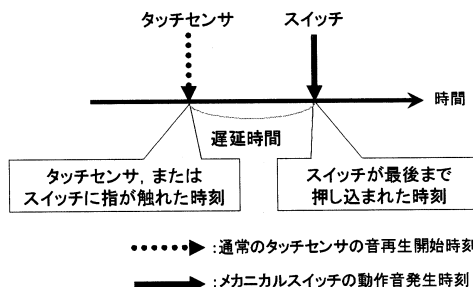 タッチセンサ
スイッチ
時間
遅延時間
タッチセンサ，または
スイッチに指が触れた時刻
スイッチが最後まで
押し込まれた時刻
:通常のタッチセンサの音再生開始時刻
:メカニカルスイッチの動作音発生時刻